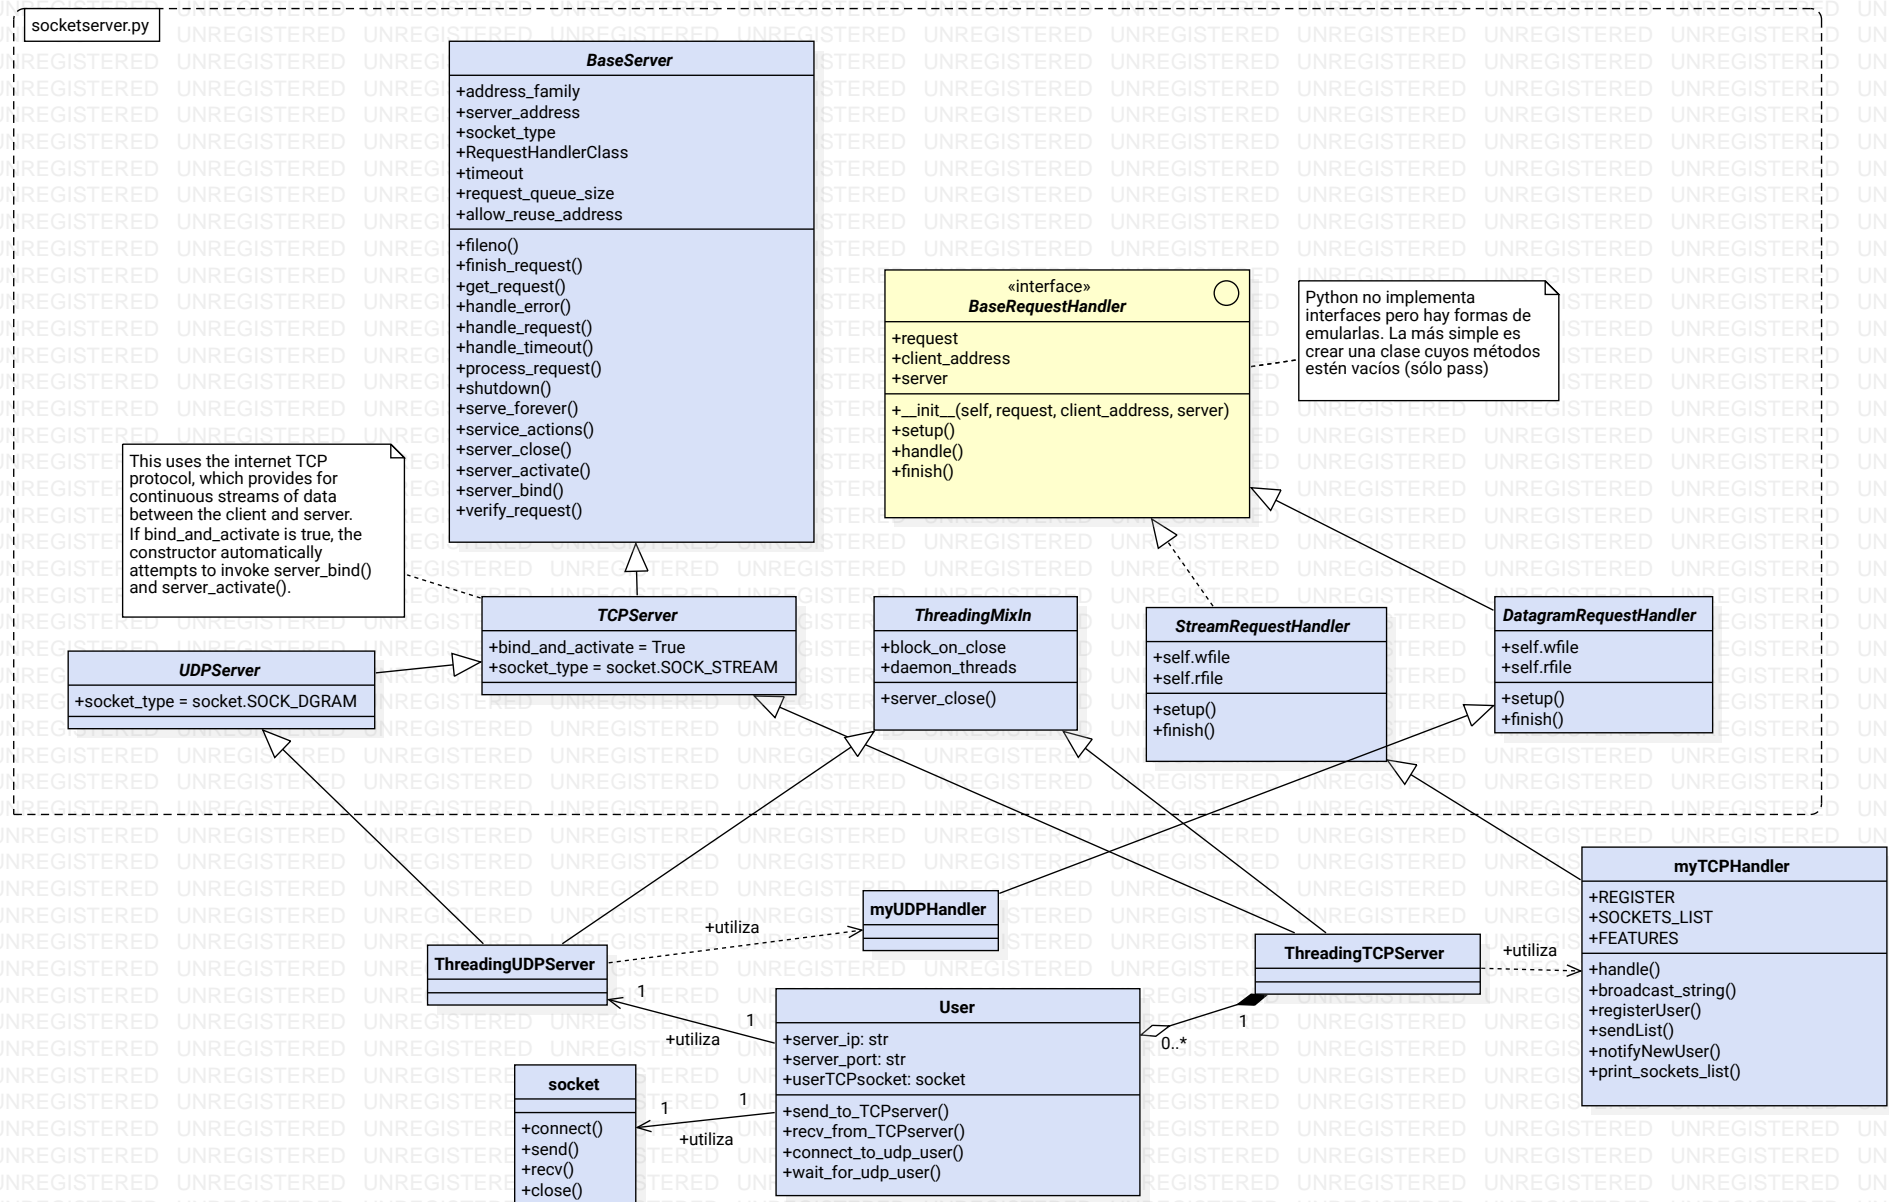 socketserver.py
BaseServer
+address_family
+server_address
+socket_type
+RequestHandlerClass
+timeout
+request_queue_size
+allow_reuse_address
+fileno()
+finish_request()
+get_request()
+handle_error()
+handle_request()
+handle_timeout()
+process_request()
+shutdown()
+serve_forever()
+service_actions()
+server_close()
+server_activate()
+server_bind()
+verify_request()
«interface»
BaseRequestHandler
+request
+client_address
+server
+__init__(self, request, client_address, server)
+setup()
+handle()
+finish()
Python no implementa
interfaces pero hay formas de
emularlas. La más simple es
crear una clase cuyos métodos
estén vacíos (sólo pass)
This uses the internet TCP
protocol, which provides for
continuous streams of data
between the client and server.
If bind_and_activate is true, the
constructor automatically
attempts to invoke server_bind()
and server_activate().
TCPServer
+bind_and_activate = True
+socket_type = socket.SOCK_STREAM
UDPServer
+socket_type = socket.SOCK_DGRAM
ThreadingMixIn
+block_on_close
+daemon_threads
+server_close()
StreamRequestHandler
+self.wfile
+self.rfile
+setup()
+finish()
DatagramRequestHandler
+self.wfile
+self.rfile
+setup()
+finish()
myTCPHandler
+REGISTER
+SOCKETS_LIST
+FEATURES
+handle()
+broadcast_string()
+registerUser()
+sendList()
+notifyNewUser()
+print_sockets_list()
myUDPHandler
+utiliza
ThreadingUDPServer
ThreadingTCPServer
+utiliza
1
1
+utiliza
User
+server_ip: str
+server_port: str
+userTCPsocket: socket
+send_to_TCPserver()
+recv_from_TCPserver()
+connect_to_udp_user()
+wait_for_udp_user()
1
0..*
socket
+connect()
+send()
+recv()
+close()
1
1
+utiliza
UNREGISTERED